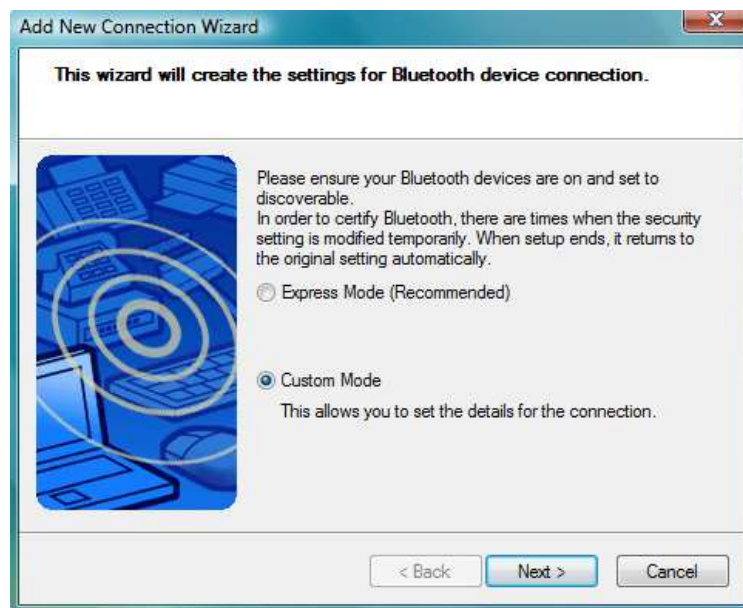 Add New Connection Wizard
This wizard will create the settings for Bluetooth device connection.
Please ensure your Bluetooth devices are on and set to
discoverable.
In order to certify Bluetooth, there are times when the security
setting is modified temporarily. When setup ends, it returns to
the original setting automatically.
Express Mode (Recommended)
Custom Mode
This allows you to set the details for the connection.
< Back Next > Cancel